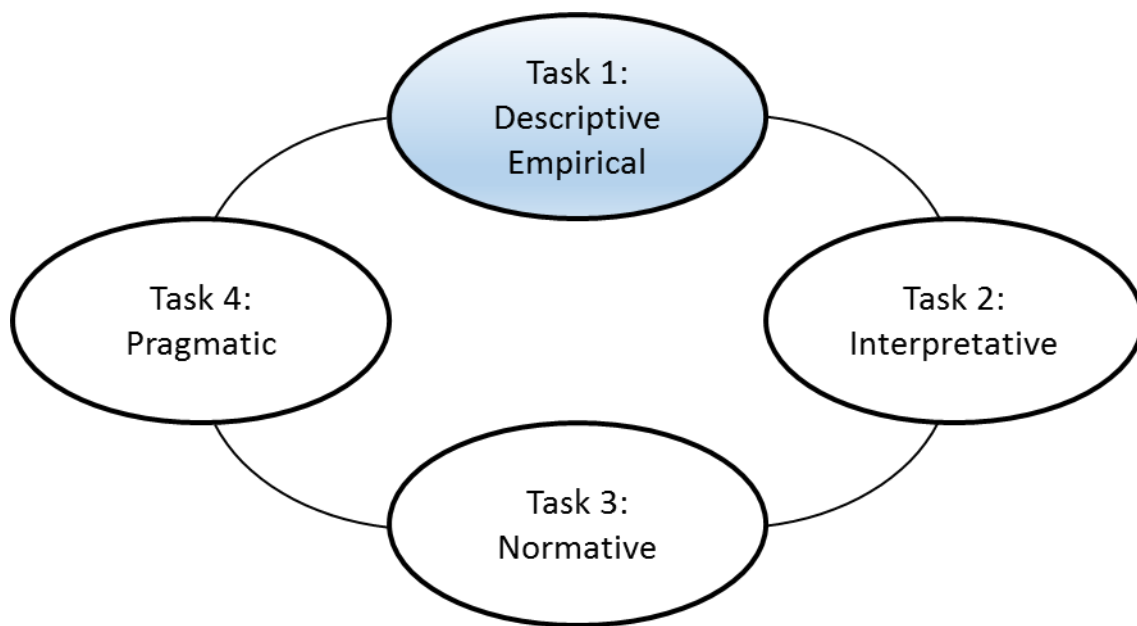 Task 1:
Descriptive
Empirical
Task 4:
Pragmatic
Task 2:
Interpretative
Task 3:
Normative